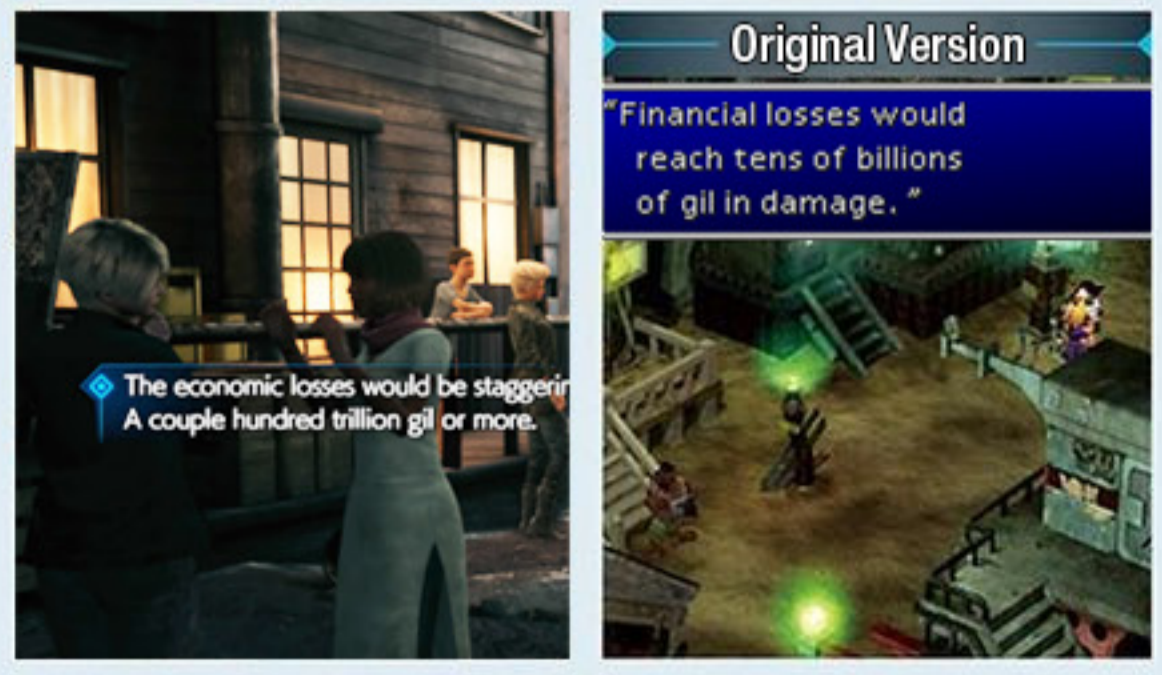 The economic losses would be staggerin
A couple hundred trillion gil or more.
Original Version
“Financial losses would
reach tens of billions
of gil in damage. ”